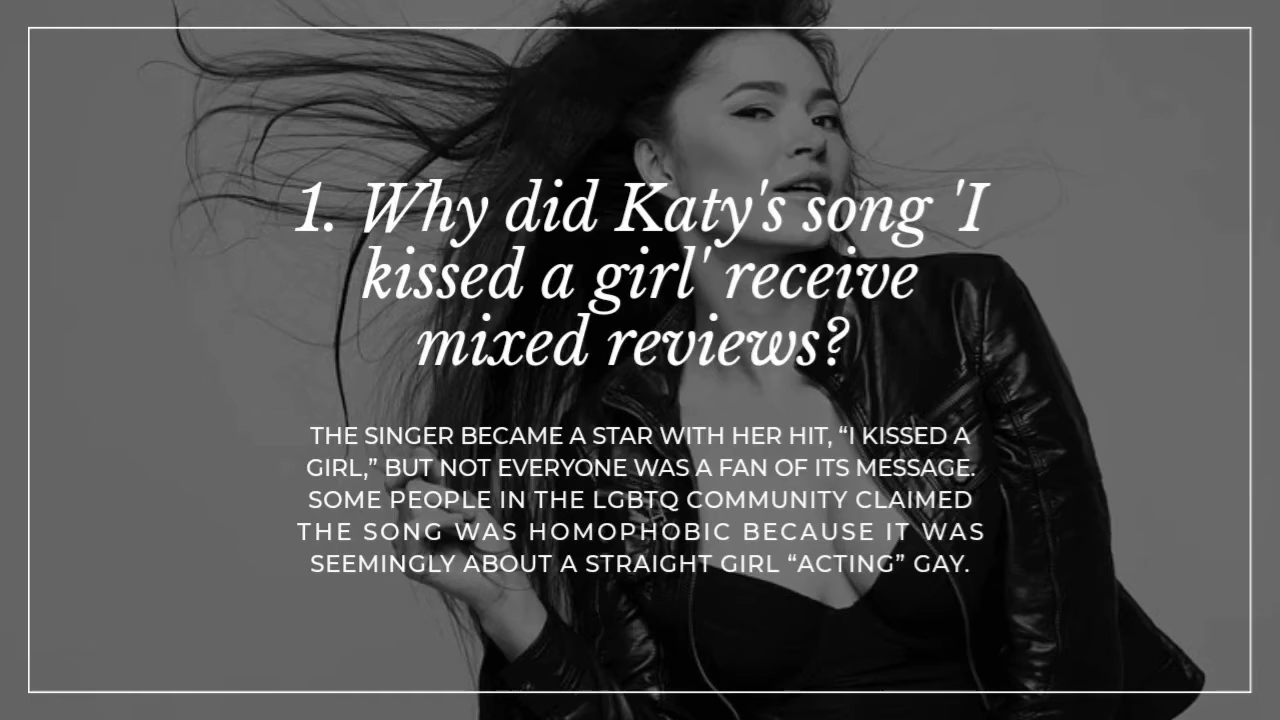 1. Why did Katy's song 'I
kissed a girl' receive
mixed reviews?
THE SINGER BECAME A STAR WITH HER HIT, “I KISSED A
GIRL,” BUT NOT EVERYONE WAS A FAN OF ITS MESSAGE.
SOME PEOPLE IN THE LGBTQ COMMUNITY CLAIMED
THE SONG WAS HOMOPHOBIC BECAUSE IT WAS
SEEMINGLY ABOUT A STRAIGHT GIRL “ACTING” GAY.